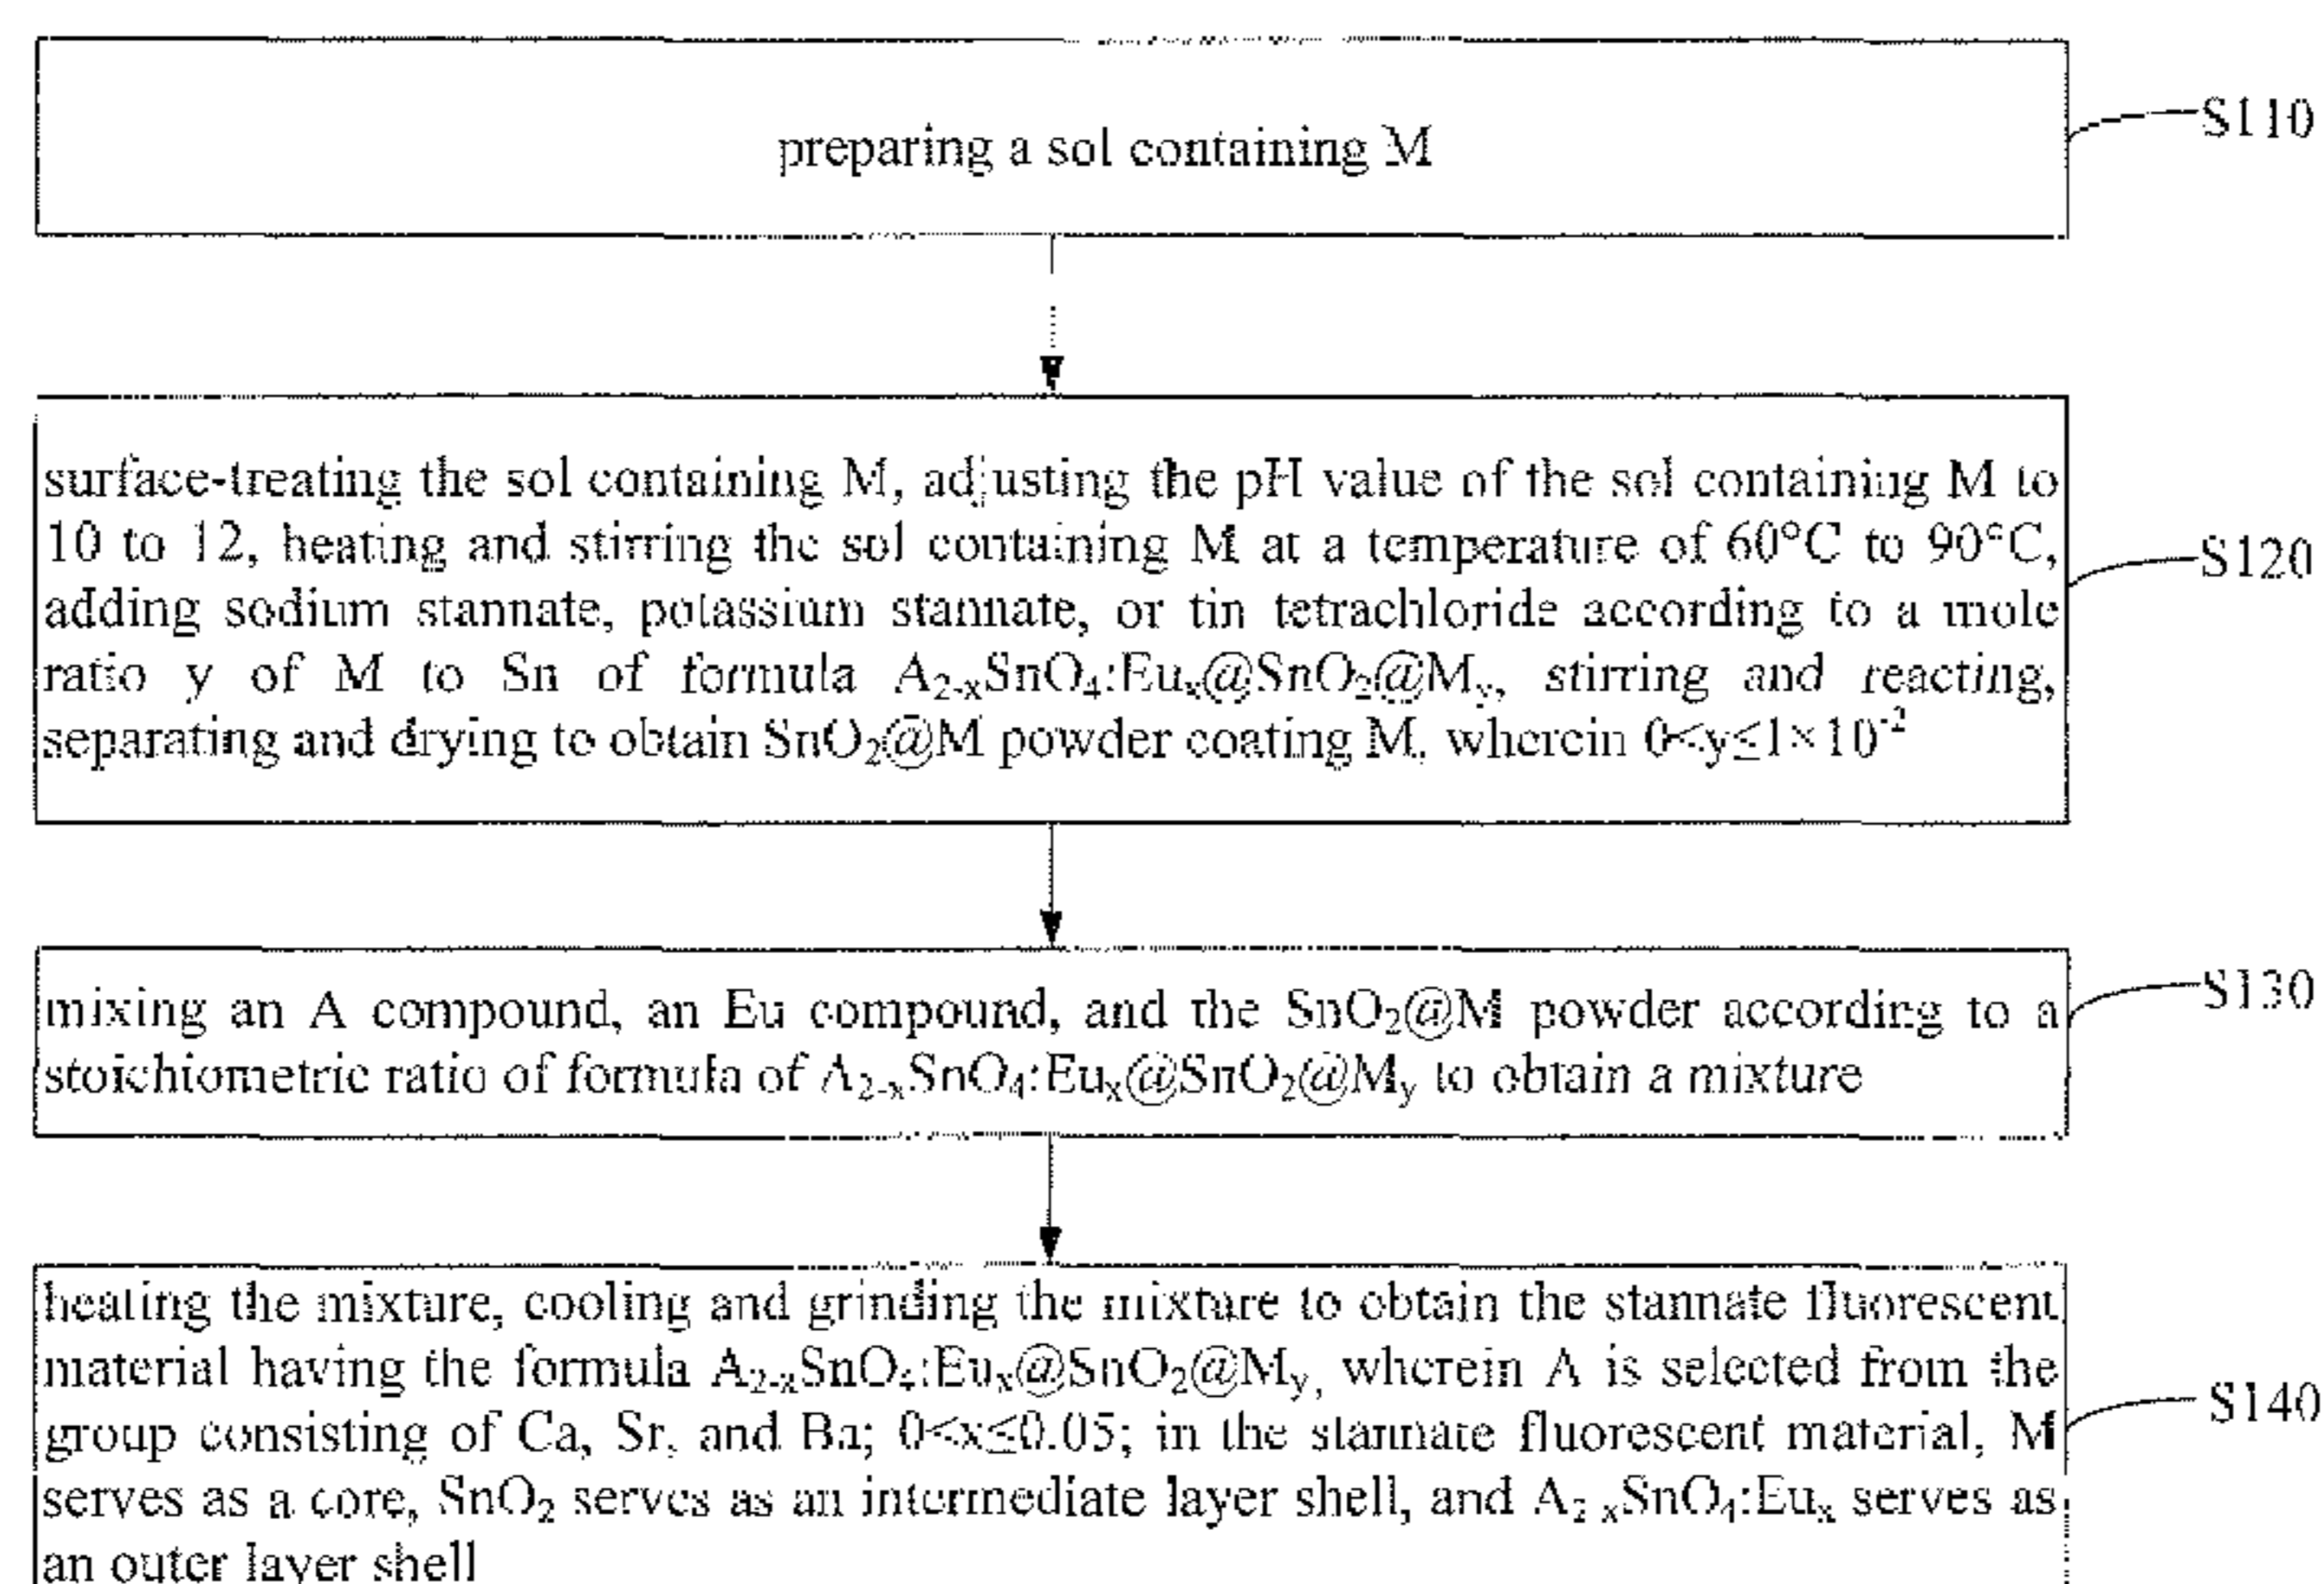 preparing a sol containing M
S110
surface-treating the sol containing M, adjusting the pH value of the sol containing M to
10 to 12, heating and stirring the sol containing M at a temperature of 60°C to 90°C,
adding sodium stannate, potassium stannate, or tin tetrachloride according to a mole
ratio y of M to Sn of formula A₂₋ₓSnO₄:Euₓ@SnO₂@Mᵧ, stirring and reacting,
separating and drying to obtain SnO₂@M powder coating M, wherein 0<y≤1×10⁻²
S120
mixing an A compound, an Eu compound, and the SnO₂@M powder according to a
stoichiometric ratio of formula of A₂₋ₓSnO₄:Euₓ@SnO₂@Mᵧ to obtain a mixture
S130
heating the mixture, cooling and grinding the mixture to obtain the stannate fluorescent
material having the formula A₂₋ₓSnO₄:Euₓ@SnO₂@Mᵧ, wherein A is selected from the
group consisting of Ca, Sr, and Ba; 0<x≤0.05; in the stannate fluorescent material, M
serves as a core, SnO₂ serves as an intermediate layer shell, and A₂₋ₓSnO₄:Euₓ serves as
an outer layer shell
S140